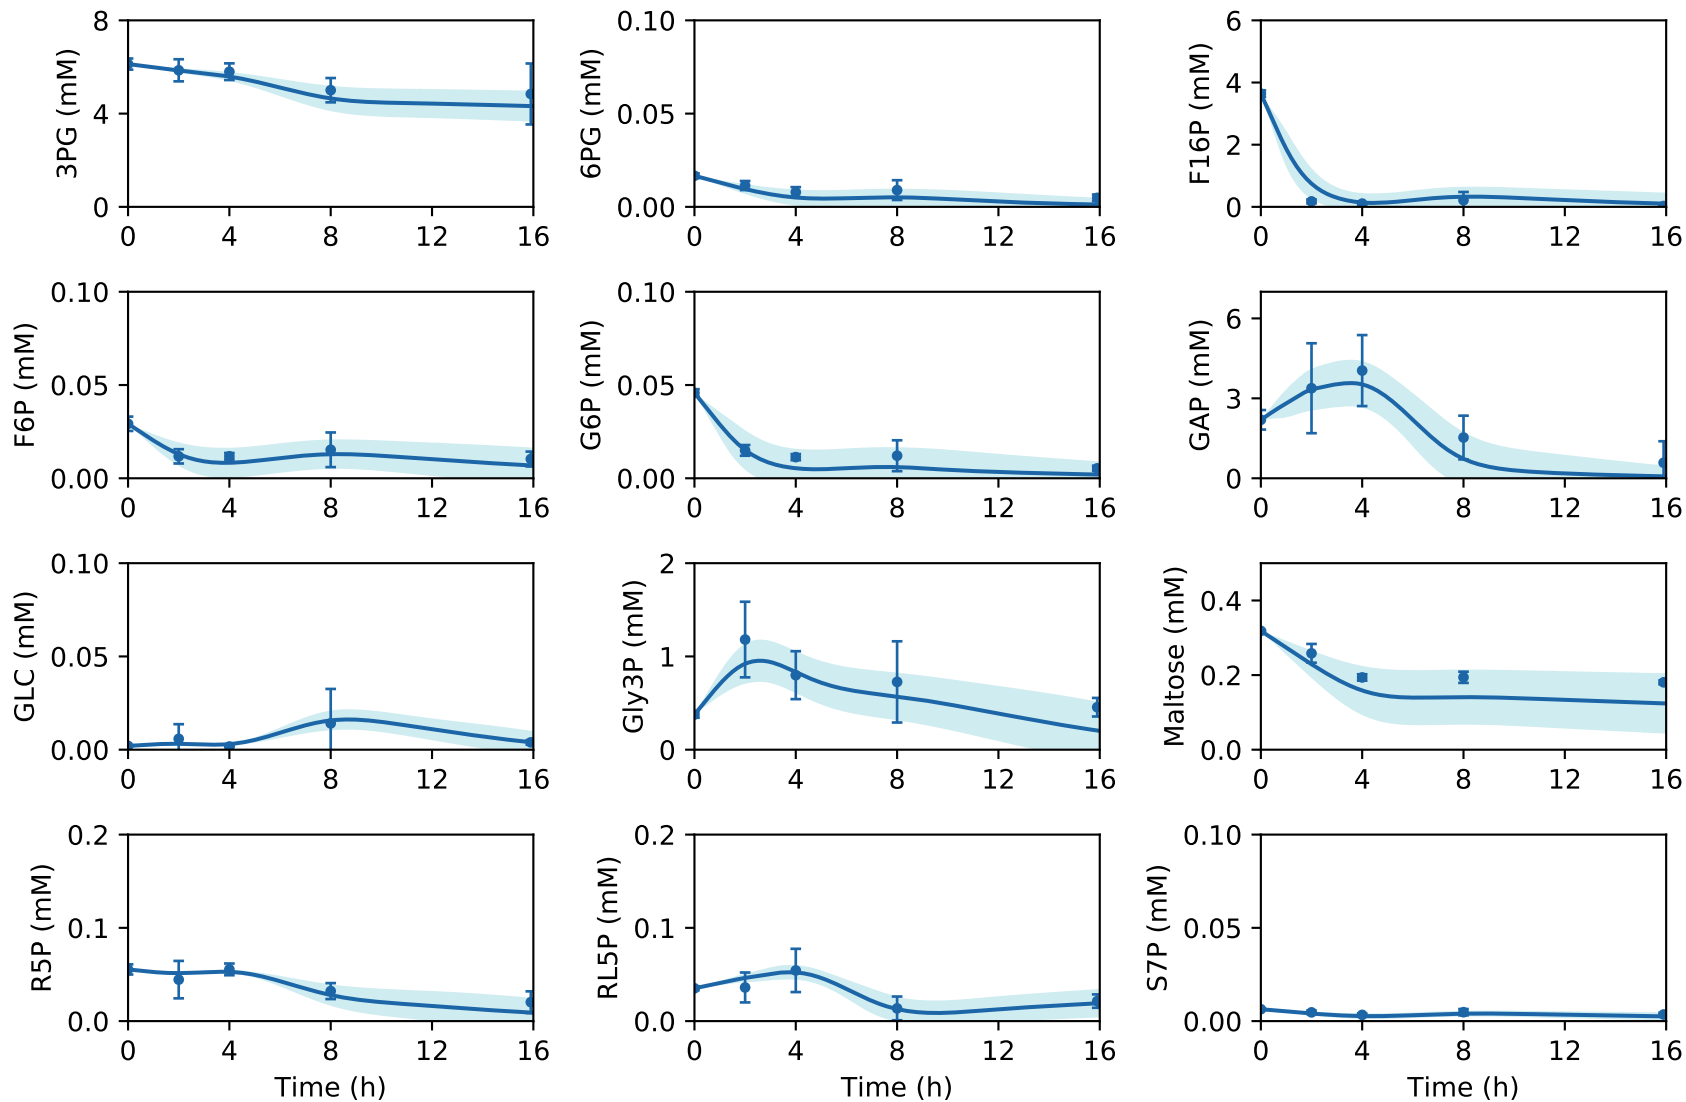 3PG (mM)
8
4
0
0 4 8 12 16
6PG (mM)
0.10
0.05
0.00
0 4 8 12 16
F16P (mM)
6
4
2
0
0 4 8 12 16
F6P (mM)
0.10
0.05
0.00
0 4 8 12 16
G6P (mM)
0.10
0.05
0.00
0 4 8 12 16
GAP (mM)
6
3
0
0 4 8 12 16
GLC (mM)
0.10
0.05
0.00
0 4 8 12 16
Gly3P (mM)
2
1
0
0 4 8 12 16
Maltose (mM)
0.4
0.2
0.0
0 4 8 12 16
R5P (mM)
0.2
0.1
0.0
0 4 8 12 16
Time (h)
RL5P (mM)
0.2
0.1
0.0
0 4 8 12 16
Time (h)
S7P (mM)
0.10
0.05
0.00
0 4 8 12 16
Time (h)